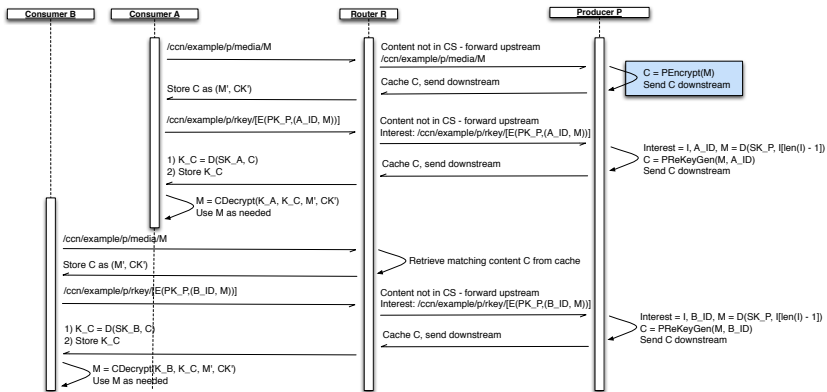 Consumer B
Consumer A
Router R
Producer P
/ccn/example/p/media/M
Content not in CS - forward upstream
/ccn/example/p/media/M
C = PEncrypt(M)
Send C downstream
Cache C, send downstream
Store C as (M', CK')
/ccn/example/p/rkey/[E(PK_P,(A_ID, M))]
Content not in CS - forward upstream
Interest: /ccn/example/p/rkey/[E(PK_P,(A_ID, M))]
Interest = I, A_ID, M = D(SK_P, I[len(I) - 1])
C = PReKeyGen(M, A_ID)
Send C downstream
1) K_C = D(SK_A, C)
2) Store K_C
Cache C, send downstream
M = CDecrypt(K_A, K_C, M', CK')
Use M as needed
/ccn/example/p/media/M
Retrieve matching content C from cache
Store C as (M', CK')
/ccn/example/p/rkey/[E(PK_P,(B_ID, M))]
Content not in CS - forward upstream
Interest: /ccn/example/p/rkey/[E(PK_P,(B_ID, M))]
Interest = I, B_ID, M = D(SK_P, I[len(I) - 1])
C = PReKeyGen(M, B_ID)
Send C downstream
1) K_C = D(SK_B, C)
2) Store K_C
Cache C, send downstream
M = CDecrypt(K_B, K_C, M', CK')
Use M as needed